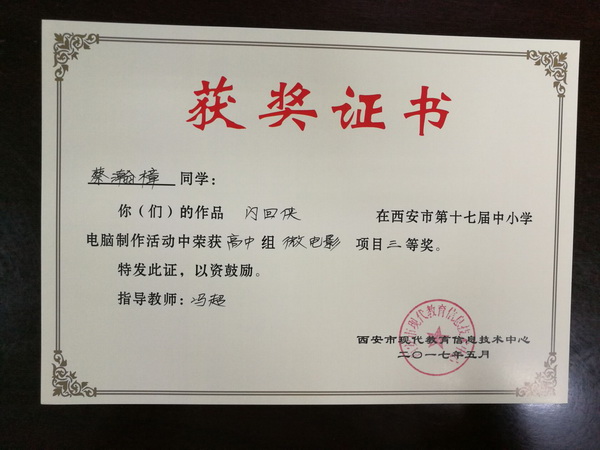 获奖证书
蔡瀚樟 同学：
你（们）的作品 闪回侠 在西安市第十七届中小学
电脑制作活动中荣获高中组 微电影 项目三等奖。
特发此证，以资鼓励。
指导教师：冯超
西安市现代教育信息技术中心
二〇一七年五月